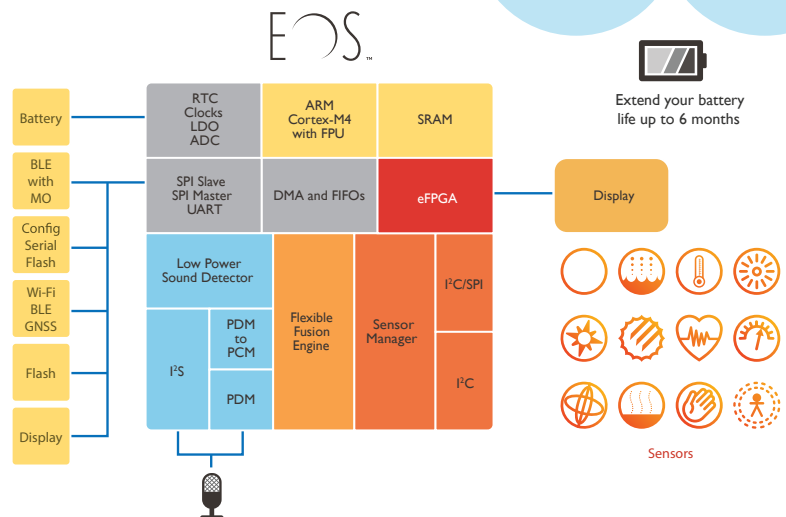 EOS™
Extend your battery
life up to 6 months
Battery
BLE
with
MO
Config
Serial
Flash
Wi-Fi
BLE
GNSS
Flash
Display
RTC
Clocks
LDO
ADC
ARM
Cortex-M4
with FPU
SRAM
SPI Slave
SPI Master
UART
DMA and FIFOs
eFPGA
Low Power
Sound Detector
I²S
PDM
to
PCM
PDM
Flexible
Fusion
Engine
Sensor
Manager
I²C/SPI
I²C
Display
Sensors